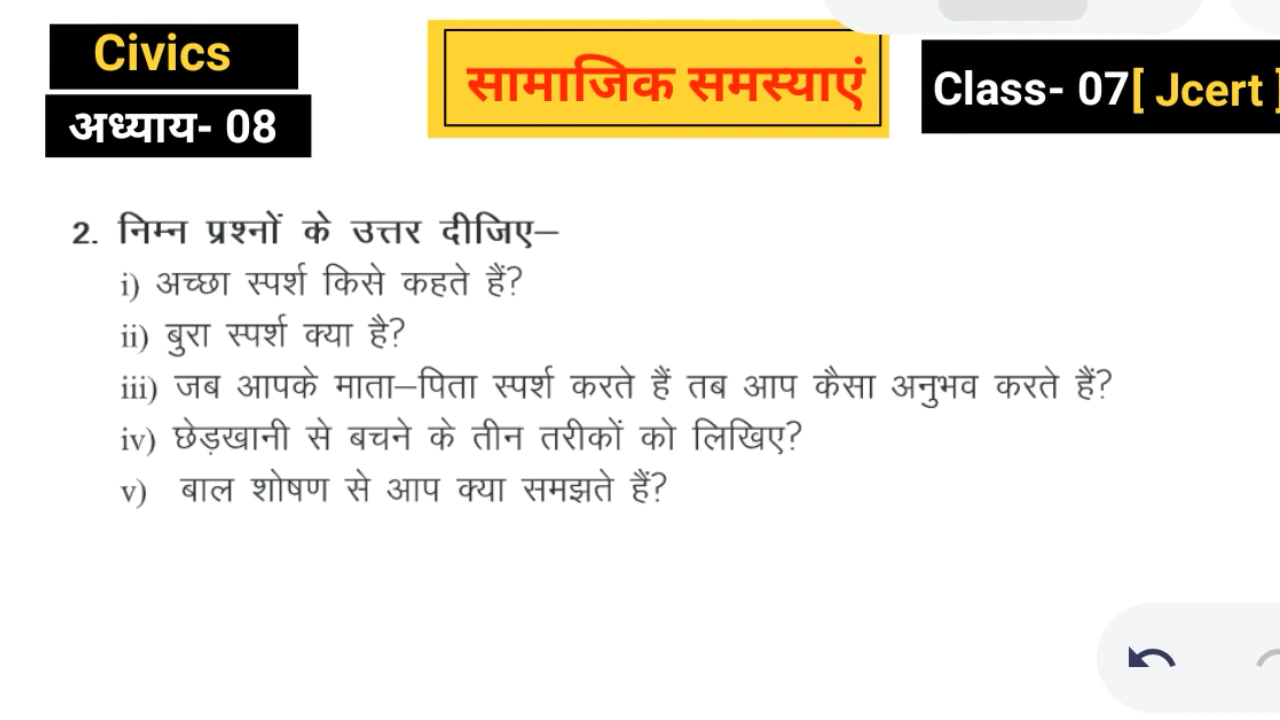 Civics
अध्याय- 08
सामाजिक समस्याएं
Class- 07[ Jcert ]
2. निम्न प्रश्नों के उत्तर दीजिए–
i) अच्छा स्पर्श किसे कहते हैं?
ii) बुरा स्पर्श क्या है?
iii) जब आपके माता–पिता स्पर्श करते हैं तब आप कैसा अनुभव करते हैं?
iv) छेड़खानी से बचने के तीन तरीकों को लिखिए?
v) बाल शोषण से आप क्या समझते हैं?